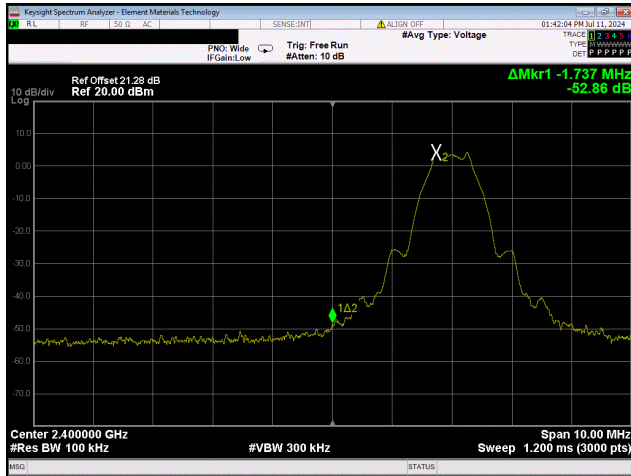 Keysight Spectrum Analyzer - Element Materials Technology
RL RF 50 Ω AC SENSE:INT ALIGN OFF 01:42:04 PM Jul 11, 2024
#Avg Type: Voltage
TRACE 1 2 3 4 5
PNO: Wide Trig: Free Run
TYPE M W W W W W
IFGain:Low #Atten: 10 dB
DET P P P P P P
ΔMkr1 -1.737 MHz
-52.86 dB
Ref Offset 21.28 dB
10 dB/div Ref 20.00 dBm
Log
10.0
0.00
-10.0
-20.0
-30.0
-40.0
-50.0
-60.0
-70.0
X2
1Δ2
Center 2.400000 GHz Span 10.00 MHz
#Res BW 100 kHz #VBW 300 kHz Sweep 1.200 ms (3000 pts)
MSG STATUS